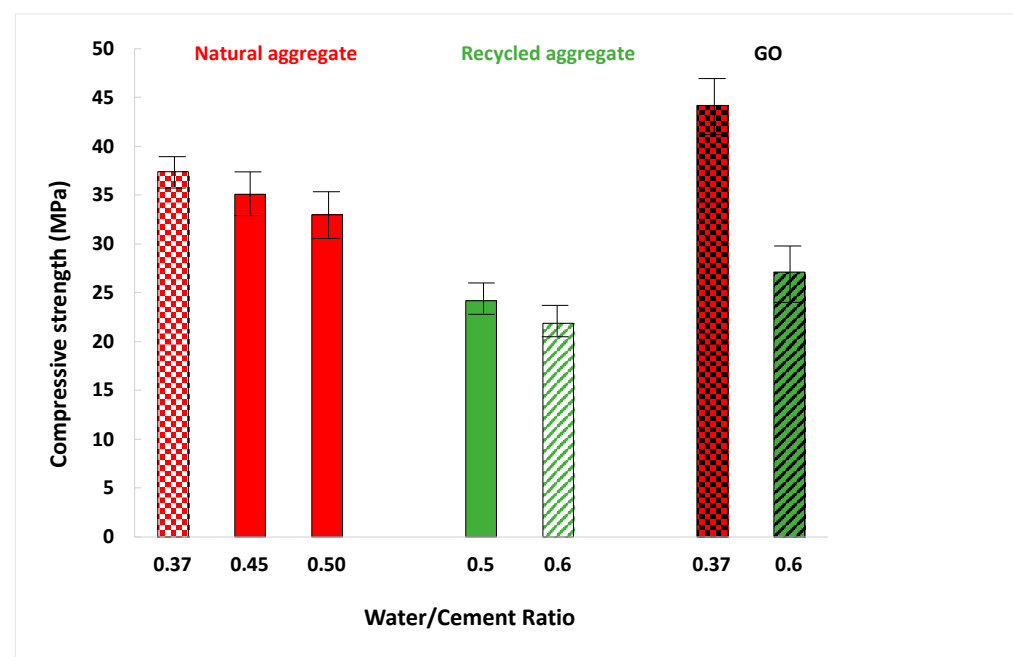 Natural aggregate Recycled aggregate GO
50
45
40
35
30
25
20
15
10
5
0
Compressive strength (MPa)
0.37 0.45 0.50 0.5 0.6 0.37 0.6
Water/Cement Ratio